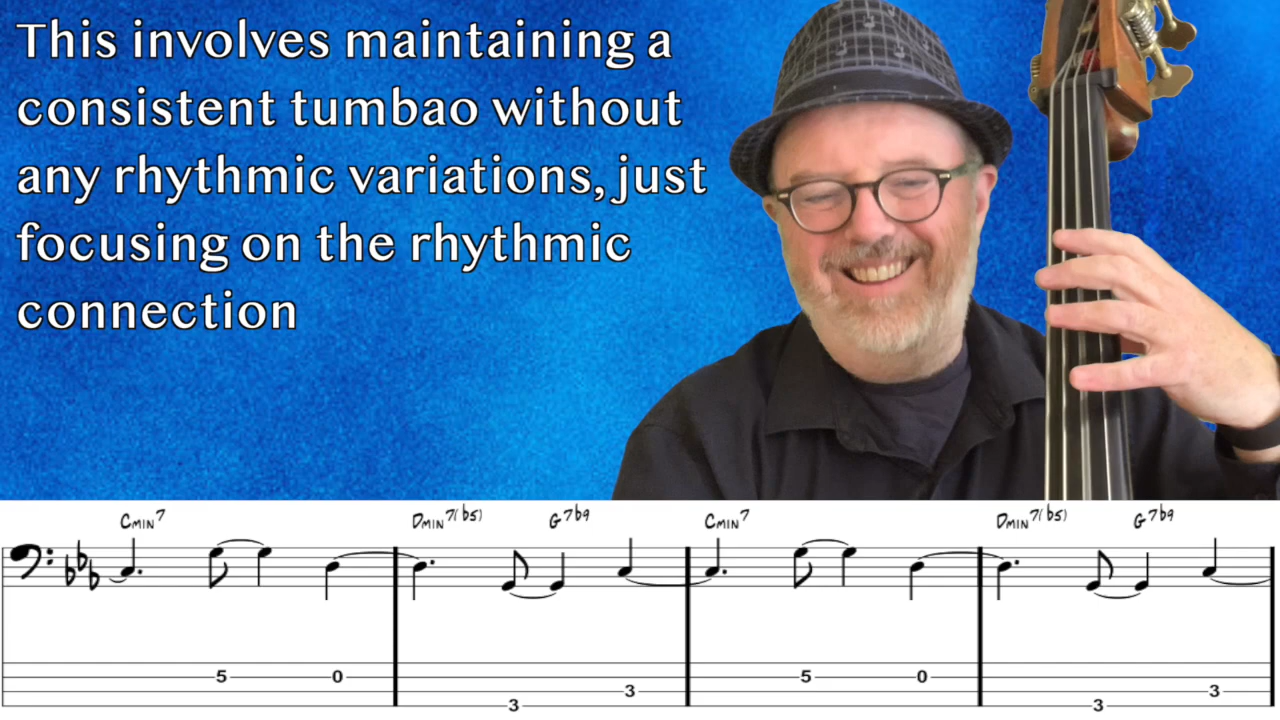 This involves maintaining a
consistent tumbao without
any rhythmic variations, just
focusing on the rhythmic
connection
CMIN7 DMIN7(b5) G7b9 CMIN7 DMIN7(b5) G7b9
5 0 3 3 5 0 3 3